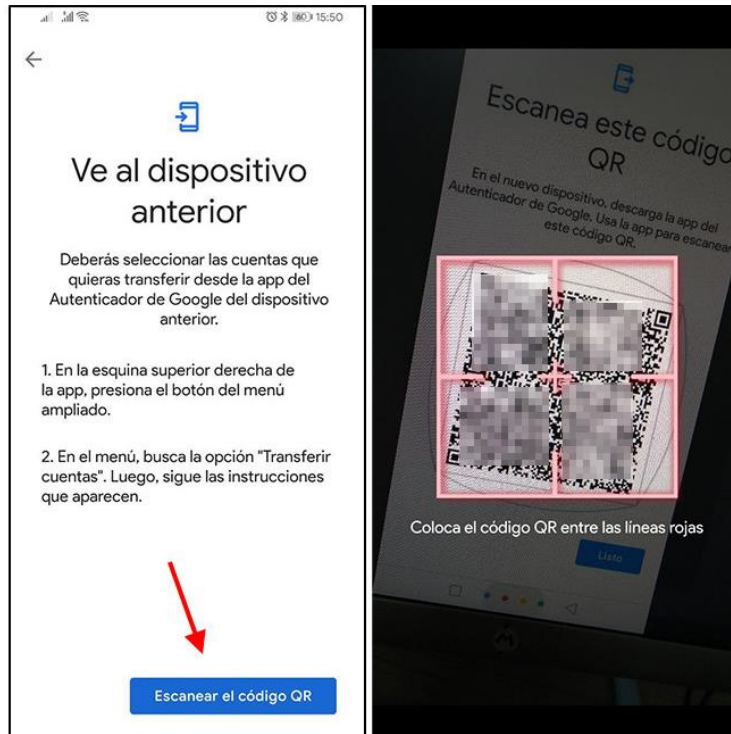 15:50
Ve al dispositivo
anterior
Deberás seleccionar las cuentas que
quieras transferir desde la app del
Autenticador de Google del dispositivo
anterior.
1. En la esquina superior derecha de
la app, presiona el botón del menú
ampliado.
2. En el menú, busca la opción "Transferir
cuentas". Luego, sigue las instrucciones
que aparecen.
Escanear el código QR
Escanea este código
QR
En el nuevo dispositivo, descarga la app del
Autenticador de Google. Usa la app para escanear
este código QR.
Coloca el código QR entre las líneas rojas
Listo